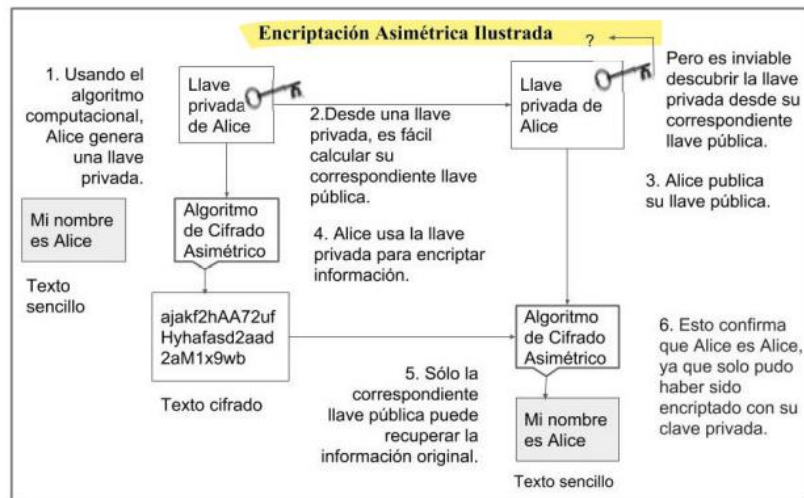 Encriptación Asimétrica Ilustrada
1. Usando el
algoritmo
computacional,
Alice genera
una llave
privada.
Llave
privada
de Alice
2.Desde una llave
privada, es fácil
calcular su
correspondiente llave
pública.
Llave
privada de
Alice
?
Pero es inviable
descubrir la llave
privada desde su
correspondiente
llave pública.
3. Alice publica
su llave pública.
Mi nombre
es Alice
Texto
sencillo
Algoritmo
de Cifrado
Asimétrico
4. Alice usa la llave
privada para encriptar
información.
ajakf2hAA72uf
Hyhafasd2aad
2aM1x9wb
Texto cifrado
5. Sólo la
correspondiente
llave pública puede
recuperar la
información original.
Algoritmo
de Cifrado
Asimétrico
Mi nombre
es Alice
Texto sencillo
6. Esto confirma
que Alice es Alice,
ya que solo pudo
haber sido
encriptado con su
clave privada.